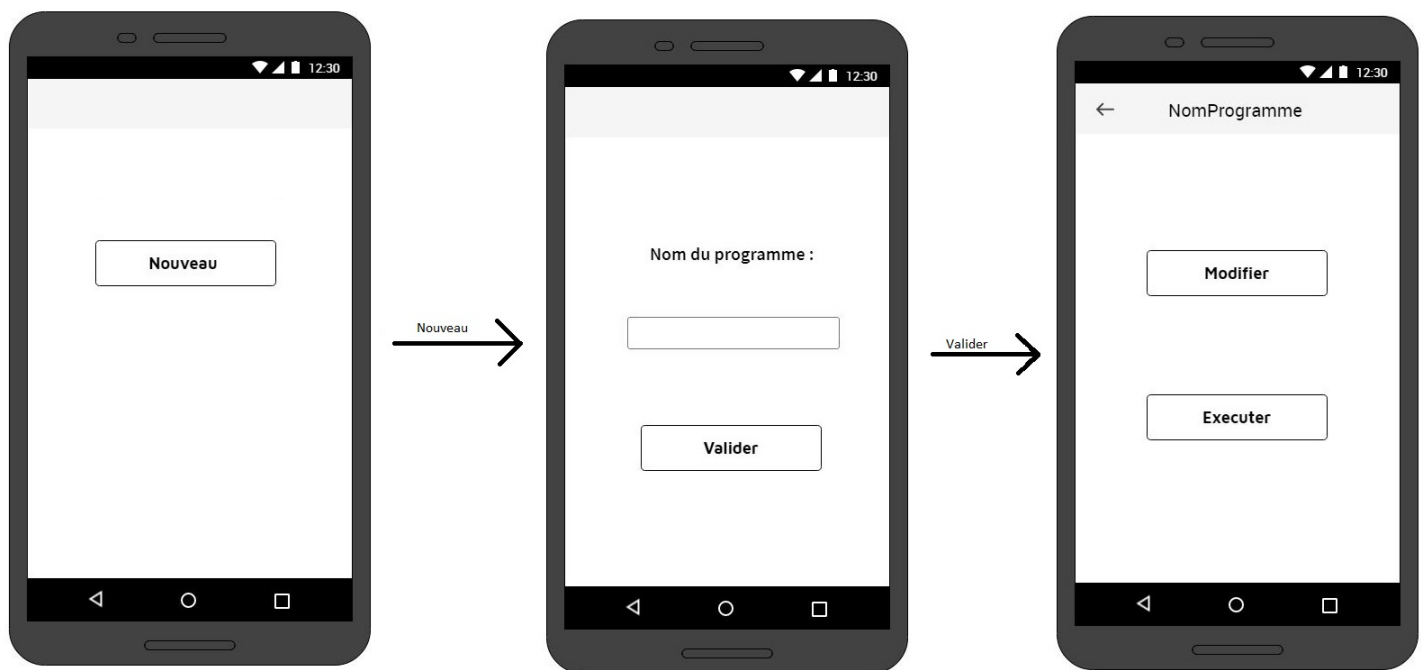 12:30
Nouveau
Nouveau
12:30
Nom du programme :
Valider
Valider
12:30
NomProgramme
Modifier
Executer